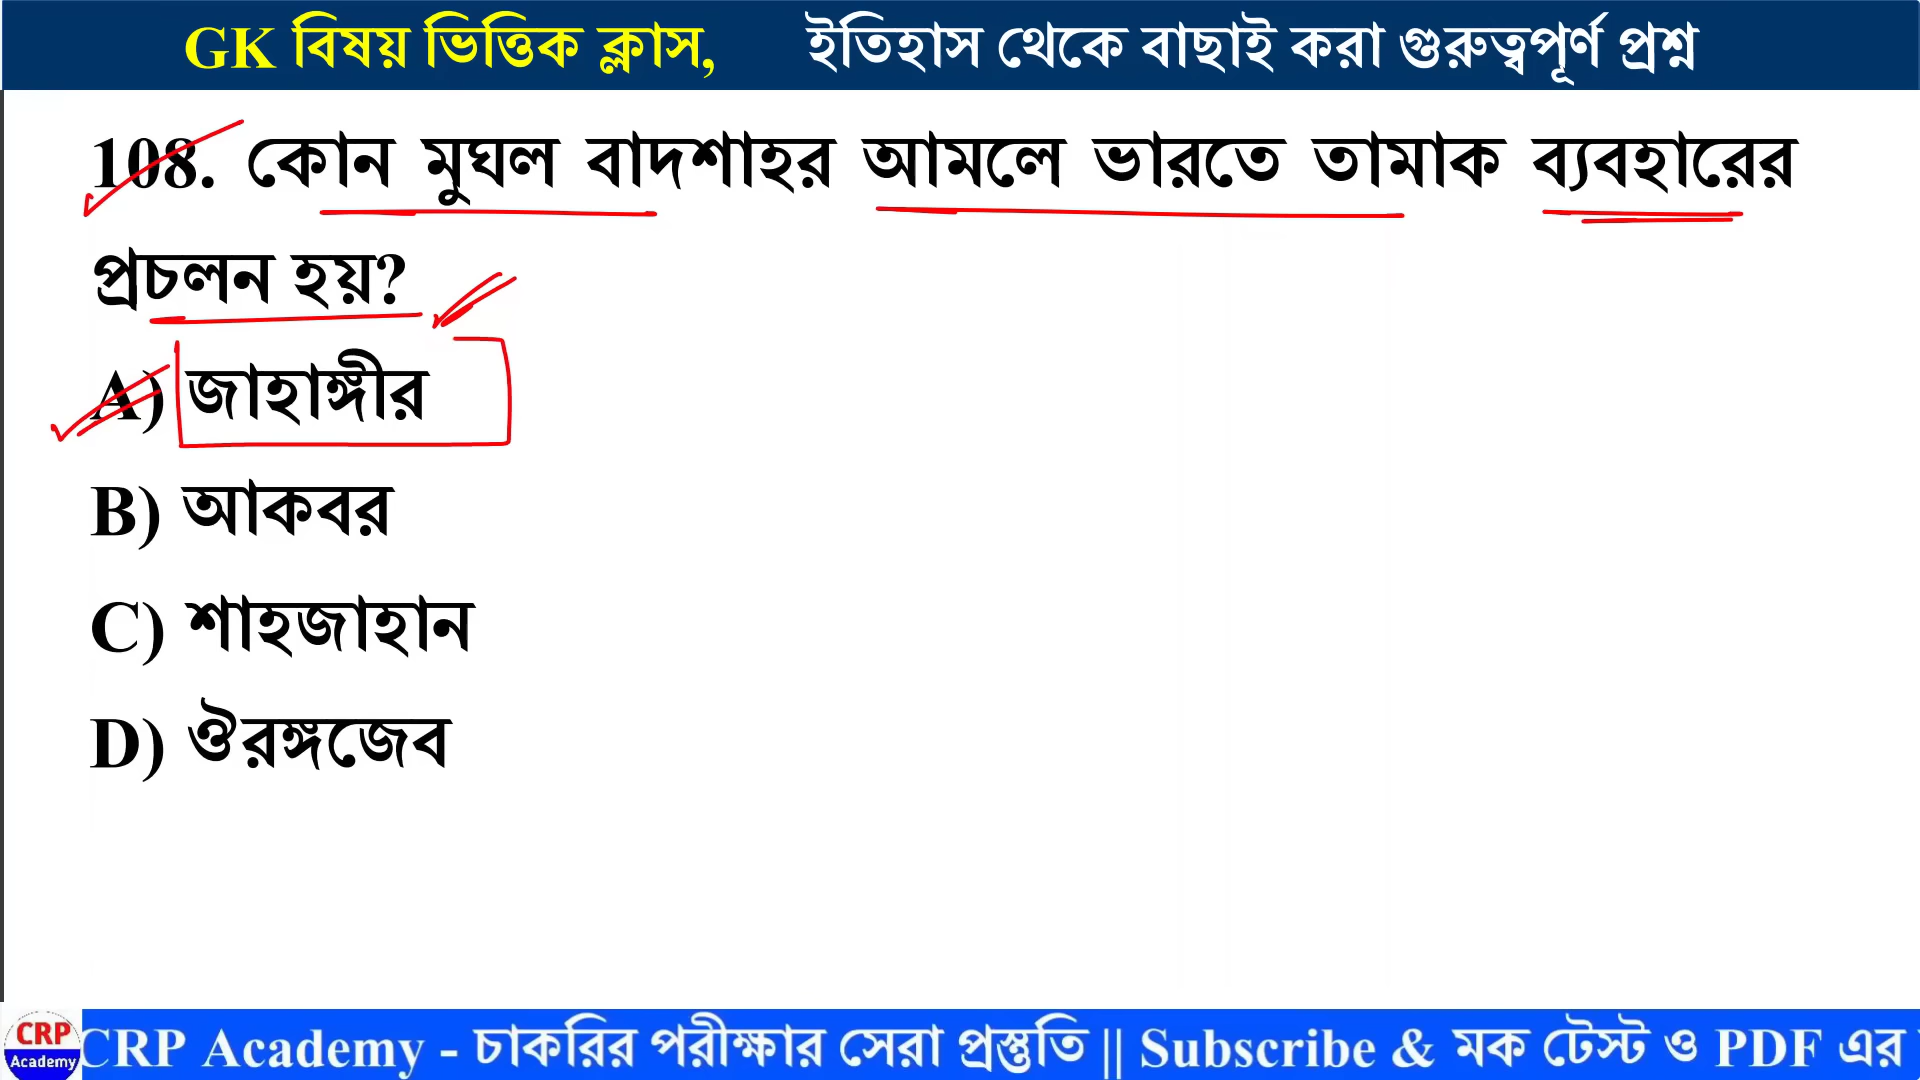 GK বিষয় ভিত্তিক ক্লাস, ইতিহাস থেকে বাছাই করা গুরুত্বপূর্ণ প্রশ্ন
108. কোন মুঘল বাদশাহর আমলে ভারতে তামাক ব্যবহারের
প্রচলন হয়?
A) জাহাঙ্গীর
B) আকবর
C) শাহজাহান
D) ঔরঙ্গজেব
CRP Academy
CRP Academy - চাকরির পরীক্ষার সেরা প্রস্তুতি || Subscribe & মক টেস্ট ও PDF এর